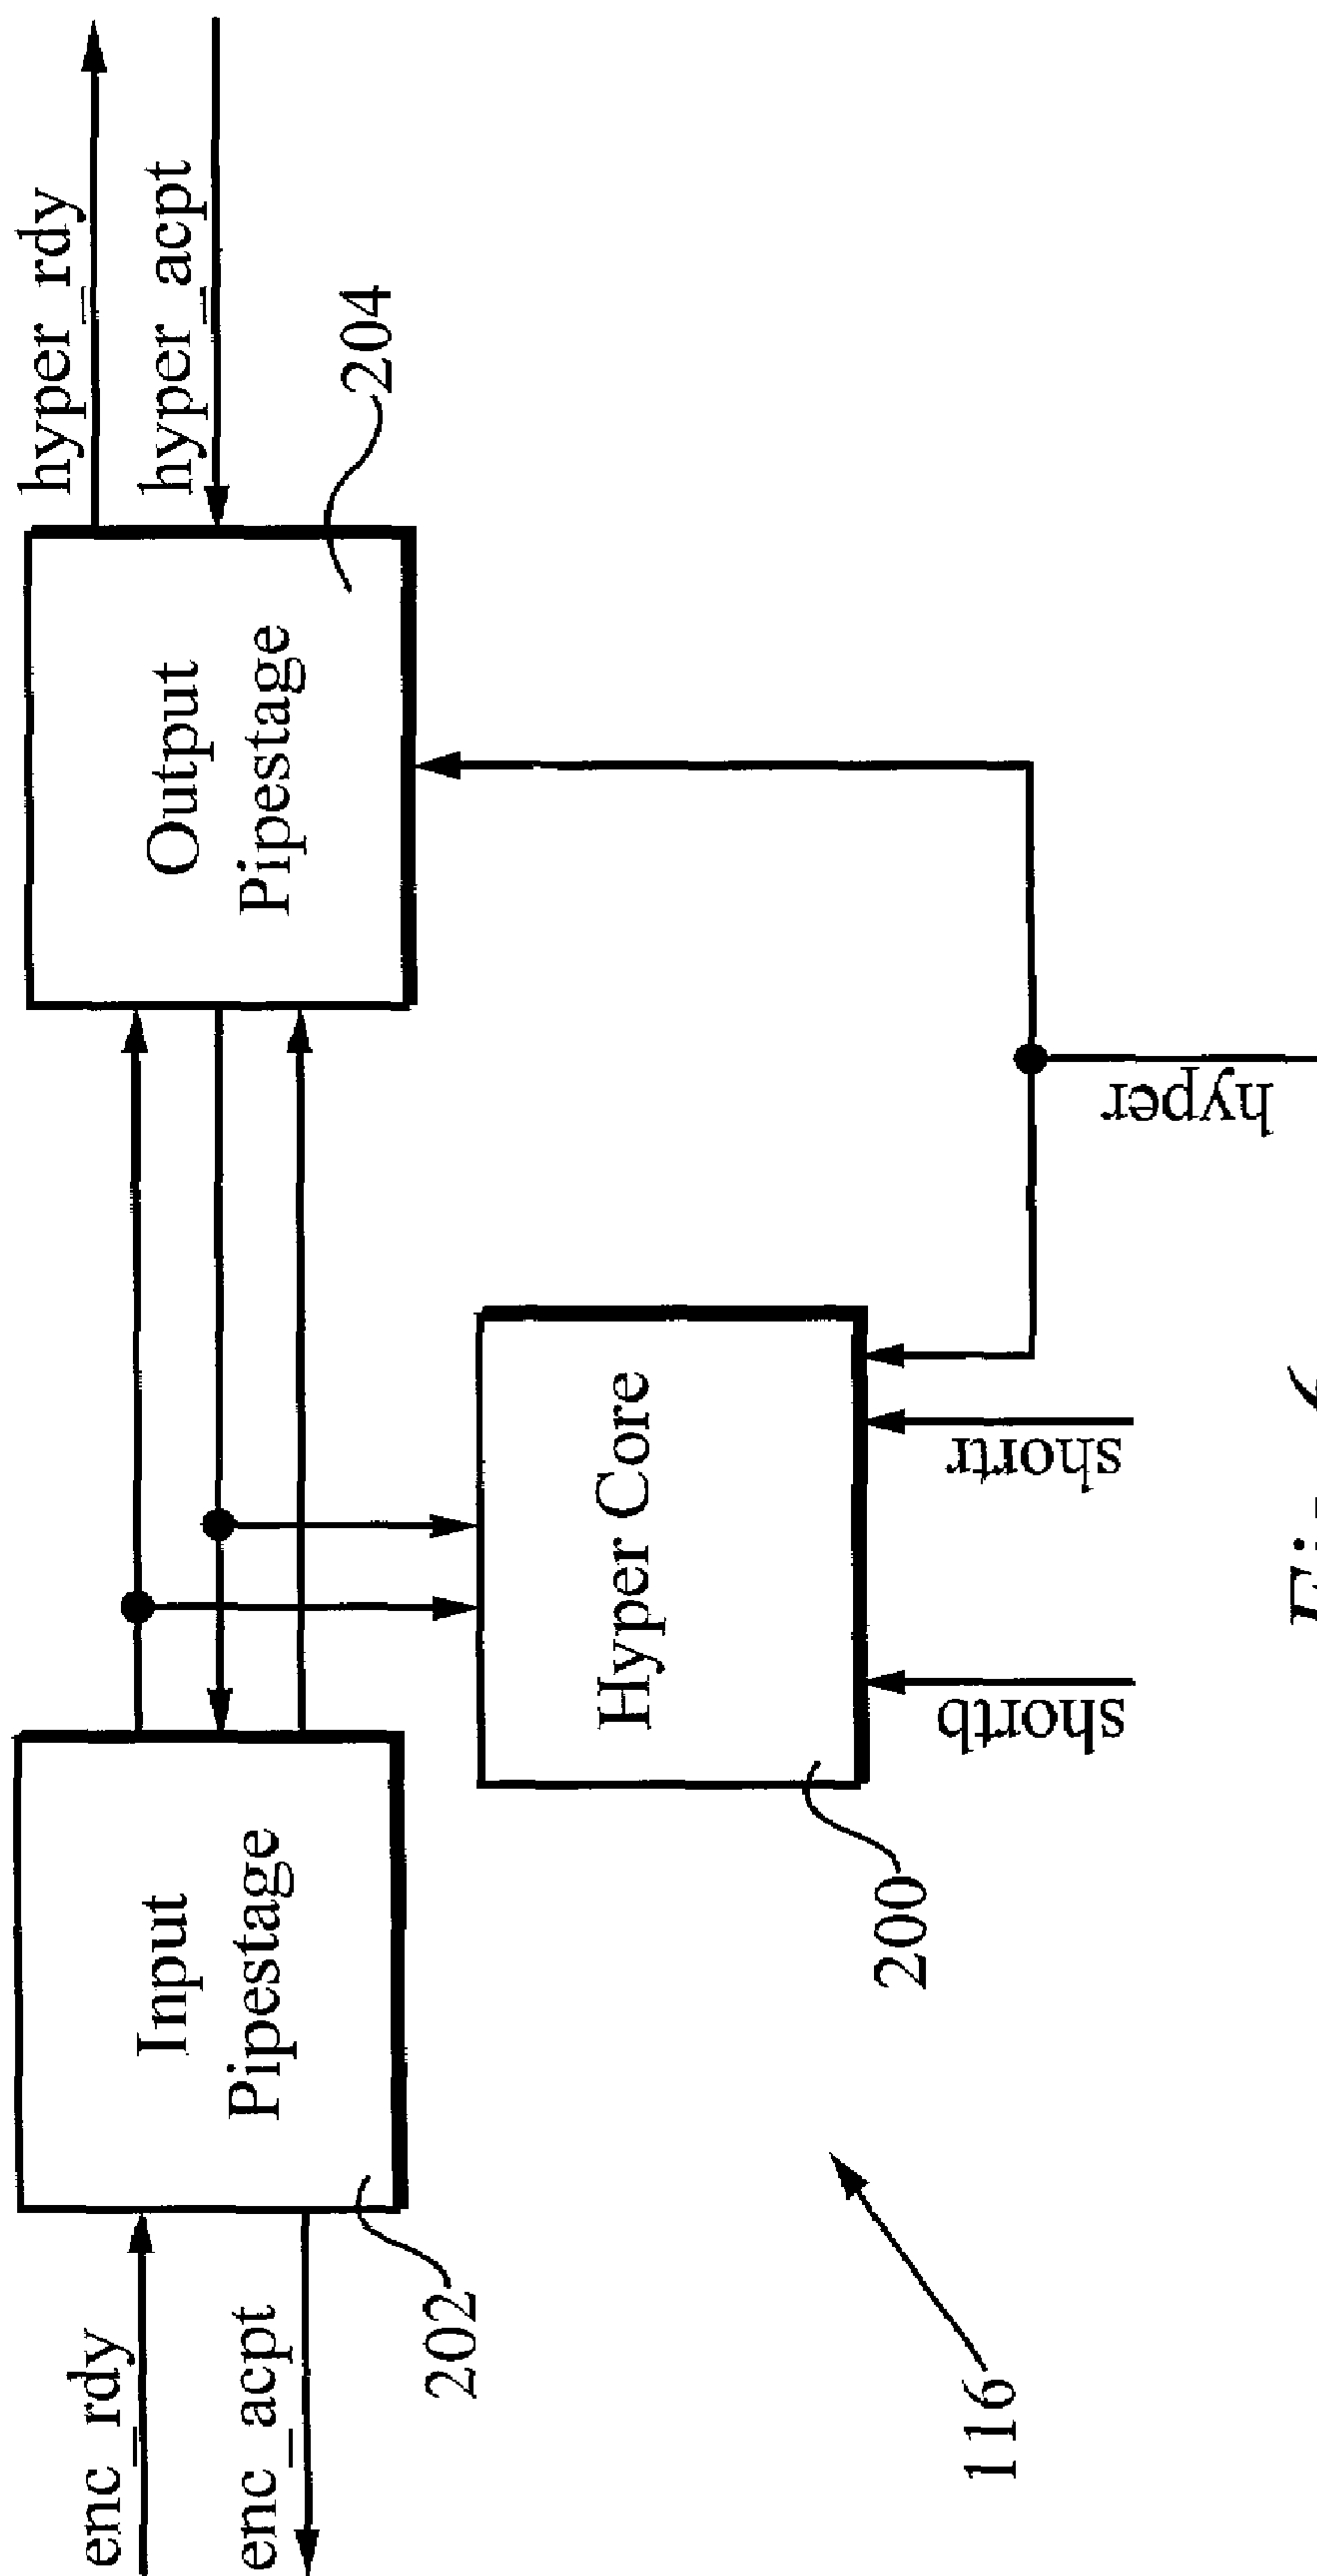 enc_rdy
enc_acpt
202
Input
Pipestage
Output
Pipestage
hyper_rdy
hyper_acpt
204
Hyper Core
200
shortb
shortr
hyper
116